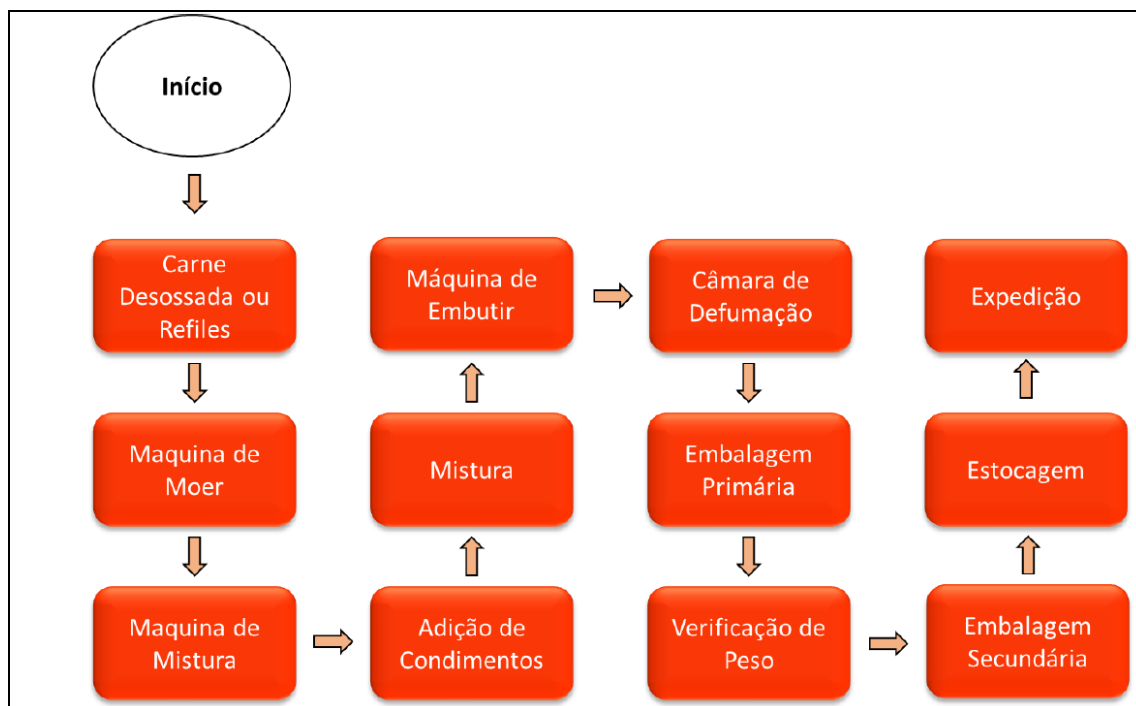 Início
Carne
Desossada ou
Refiles
Maquina de
Moer
Maquina de
Mistura
Adição de
Condimentos
Mistura
Máquina de
Embutir
Câmara de
Defumação
Embalagem
Primária
Verificação de
Peso
Embalagem
Secundária
Estocagem
Expedição